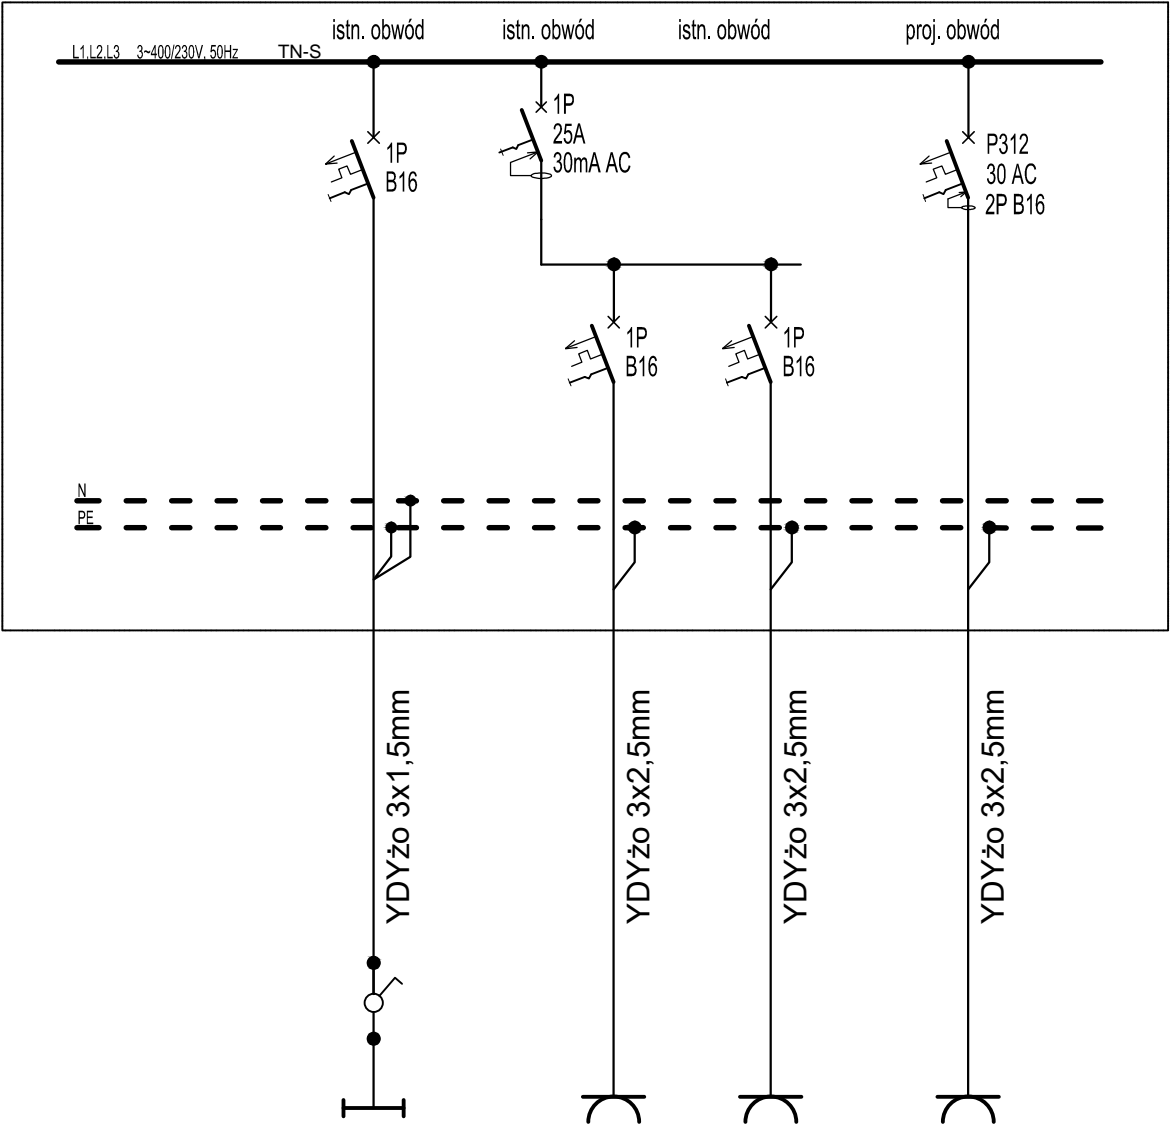 istn. obwód
istn. obwód
istn. obwód
proj. obwód
L1,L2,L3 3~400/230V, 50Hz TN-S
1P
B16
1P
25A
30mA AC
P312
30 AC
2P B16
1P
B16
1P
B16
N
PE
YDYżo 3x1,5mm
YDYżo 3x2,5mm
YDYżo 3x2,5mm
YDYżo 3x2,5mm